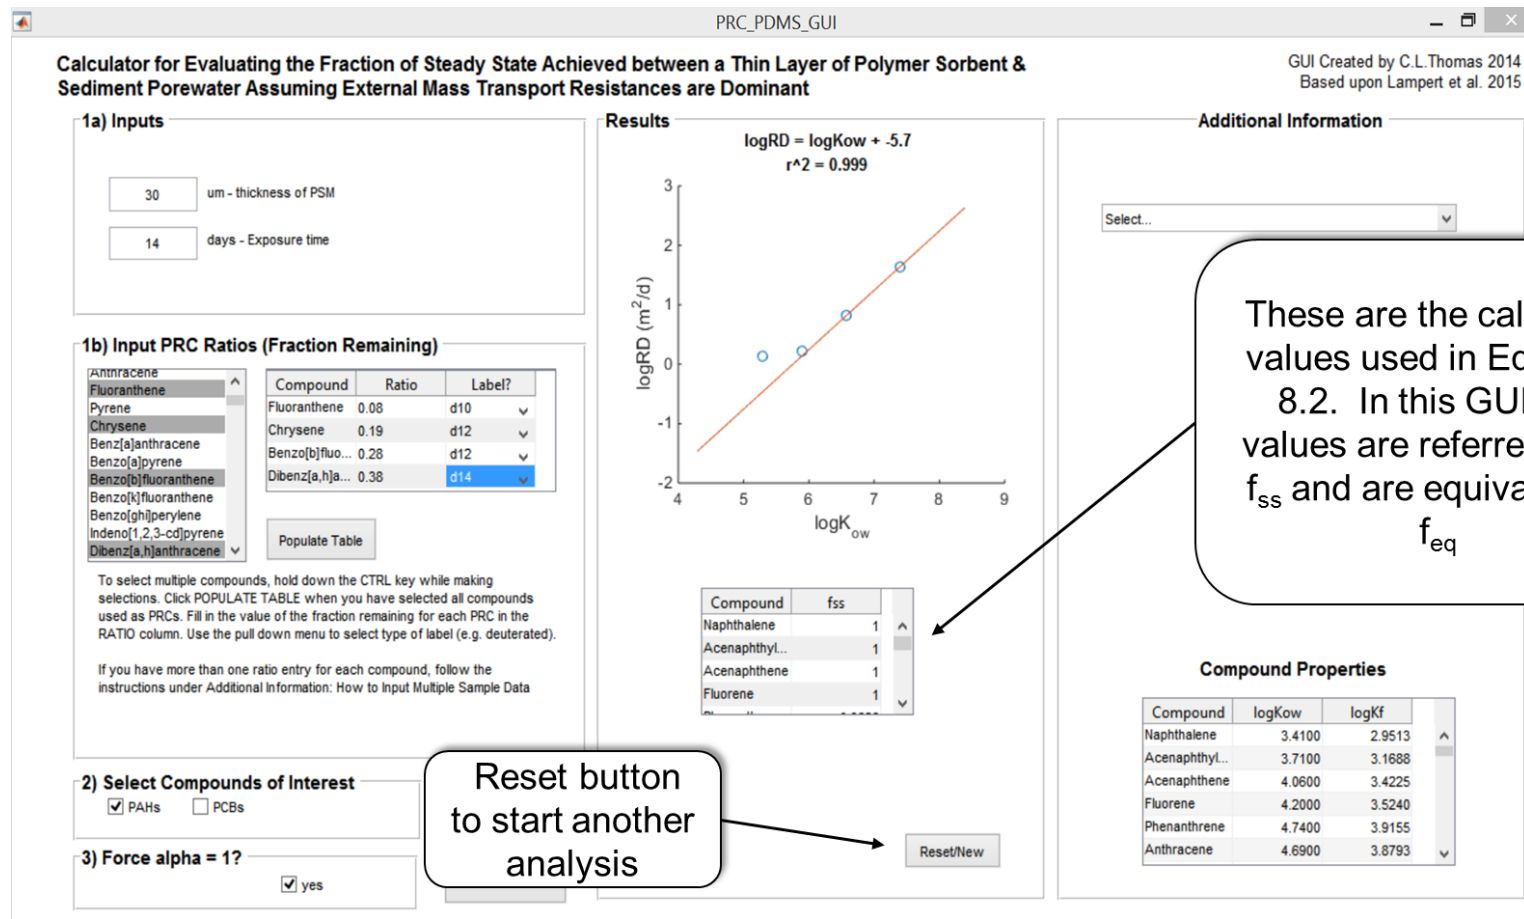 PRC_PDMS_GUI
Calculator for Evaluating the Fraction of Steady State Achieved between a Thin Layer of Polymer Sorbent &
Sediment Porewater Assuming External Mass Transport Resistances are Dominant
GUI Created by C.L.Thomas 2014
Based upon Lampert et al. 2015
1a) Inputs
30 um - thickness of PSM
14 days - Exposure time
1b) Input PRC Ratios (Fraction Remaining)
Anthracene
Fluoranthene
Pyrene
Chrysene
Benz[a]anthracene
Benzo[a]pyrene
Benzo[b]fluoranthene
Benzo[k]fluoranthene
Benzo[ghi]perylene
Indeno[1,2,3-cd]pyrene
Dibenz[a,h]anthracene
Compound Ratio Label?
Fluoranthene 0.08 d10
Chrysene 0.19 d12
Benzo[b]fluo... 0.28 d12
Dibenz[a,h]a... 0.38 d14
Populate Table
To select multiple compounds, hold down the CTRL key while making
selections. Click POPULATE TABLE when you have selected all compounds
used as PRCs. Fill in the value of the fraction remaining for each PRC in the
RATIO column. Use the pull down menu to select type of label (e.g. deuterated).
If you have more than one ratio entry for each compound, follow the
instructions under Additional Information: How to Input Multiple Sample Data
2) Select Compounds of Interest
PAHs PCBs
3) Force alpha = 1?
yes
Reset button
to start another
analysis
Results
logRD = logKow + -5.7
r^2 = 0.999
logRD (m²/d)
3
2
1
0
-1
-2
4 5 6 7 8 9
logKow
Compound fss
Naphthalene 1
Acenaphthyl... 1
Acenaphthene 1
Fluorene 1
Reset/New
Additional Information
Select...
These are the cal
values used in Ec
8.2. In this GUI
values are referre
fss and are equiva
feq
Compound Properties
Compound logKow logKf
Naphthalene 3.4100 2.9513
Acenaphthyl... 3.7100 3.1688
Acenaphthene 4.0600 3.4225
Fluorene 4.2000 3.5240
Phenanthrene 4.7400 3.9155
Anthracene 4.6900 3.8793